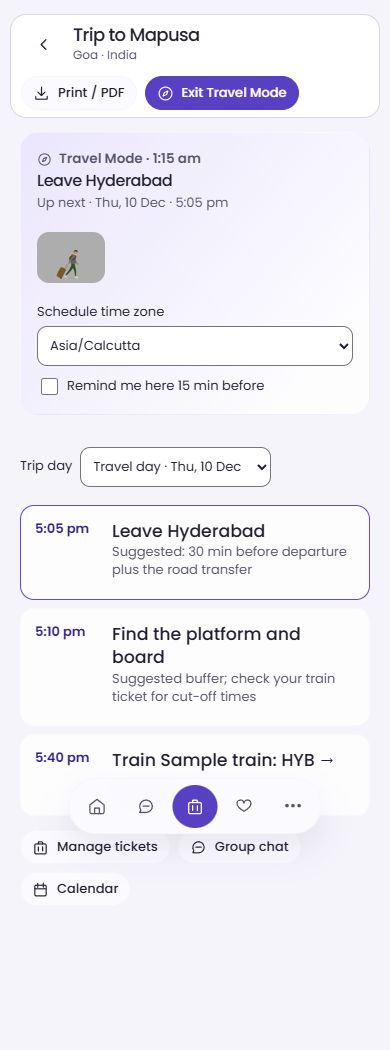 Trip to Mapusa
Goa · India
Print / PDF
Exit Travel Mode
Travel Mode · 1:15 am
Leave Hyderabad
Up next · Thu, 10 Dec · 5:05 pm
Schedule time zone
Asia/Calcutta
Remind me here 15 min before
Trip day
Travel day · Thu, 10 Dec
5:05 pm
Leave Hyderabad
Suggested: 30 min before departure
plus the road transfer
5:10 pm
Find the platform and
board
Suggested buffer; check your train
ticket for cut-off times
5:40 pm
Train Sample train: HYB →
Manage tickets
Group chat
Calendar